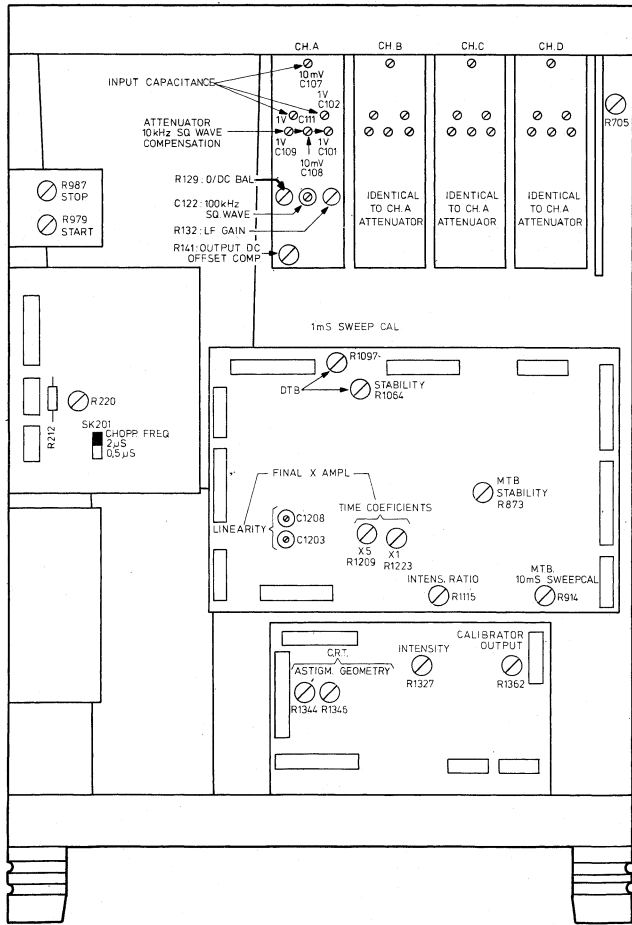 CH.A CH.B CH.C CH.D
10mV
C107
INPUT CAPACITANCE
1V
C102
1V C111
R705
ATTENUATOR
10kHz SQ WAVE
COMPENSATION
1V
C109
1V
C101
10mV
C108
R129:0/DC BAL
R987
STOP
C122:100kHz
SQ.WAVE
IDENTICAL
TO CH.A
ATTENUATOR
IDENTICAL
TO CH.A
ATTENUAOR
IDENTICAL
TO CH.A
ATTENUATOR
R979
START
R132:LF GAIN
R141:OUTPUT DC
OFFSET COMP
1mS SWEEP CAL
R1097
DTB
STABILITY
R1064
R220
R212
SK201
CHOPP. FREQ
2µS
0,5µS
FINAL X AMPL
MTB
STABILITY
R873
TIME COEFICIENTS
LINEARITY
C1208
C1203
X5
R1209
X1
R1223
INTENS. RATIO
R1115
MTB.
10mS SWEEPCAL
R914
C.R.T.
ASTIGM. GEOMETRY
INTENSITY
R1327
CALIBRATOR
OUTPUT
R1362
R1344 R1346